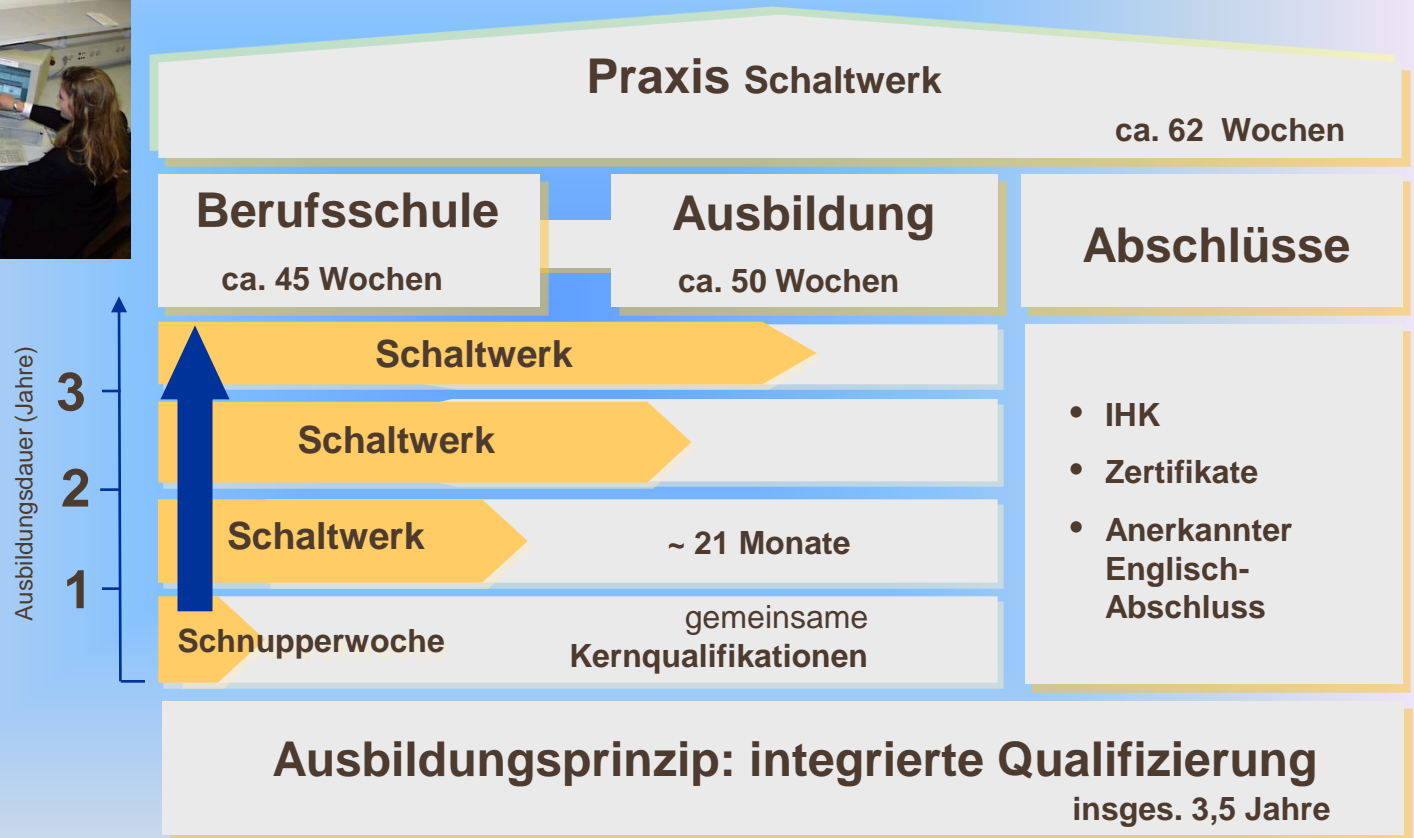 Praxis Schaltwerk
ca. 62 Wochen
Berufsschule
ca. 45 Wochen
Ausbildung
ca. 50 Wochen
Abschlüsse
Ausbildungsdauer (Jahre)
3
2
1
Schaltwerk
Schaltwerk
Schaltwerk
~ 21 Monate
Schnupperwoche
gemeinsame
Kernqualifikationen
• IHK
• Zertifikate
• Anerkannter
Englisch-
Abschluss
Ausbildungsprinzip: integrierte Qualifizierung
insges. 3,5 Jahre